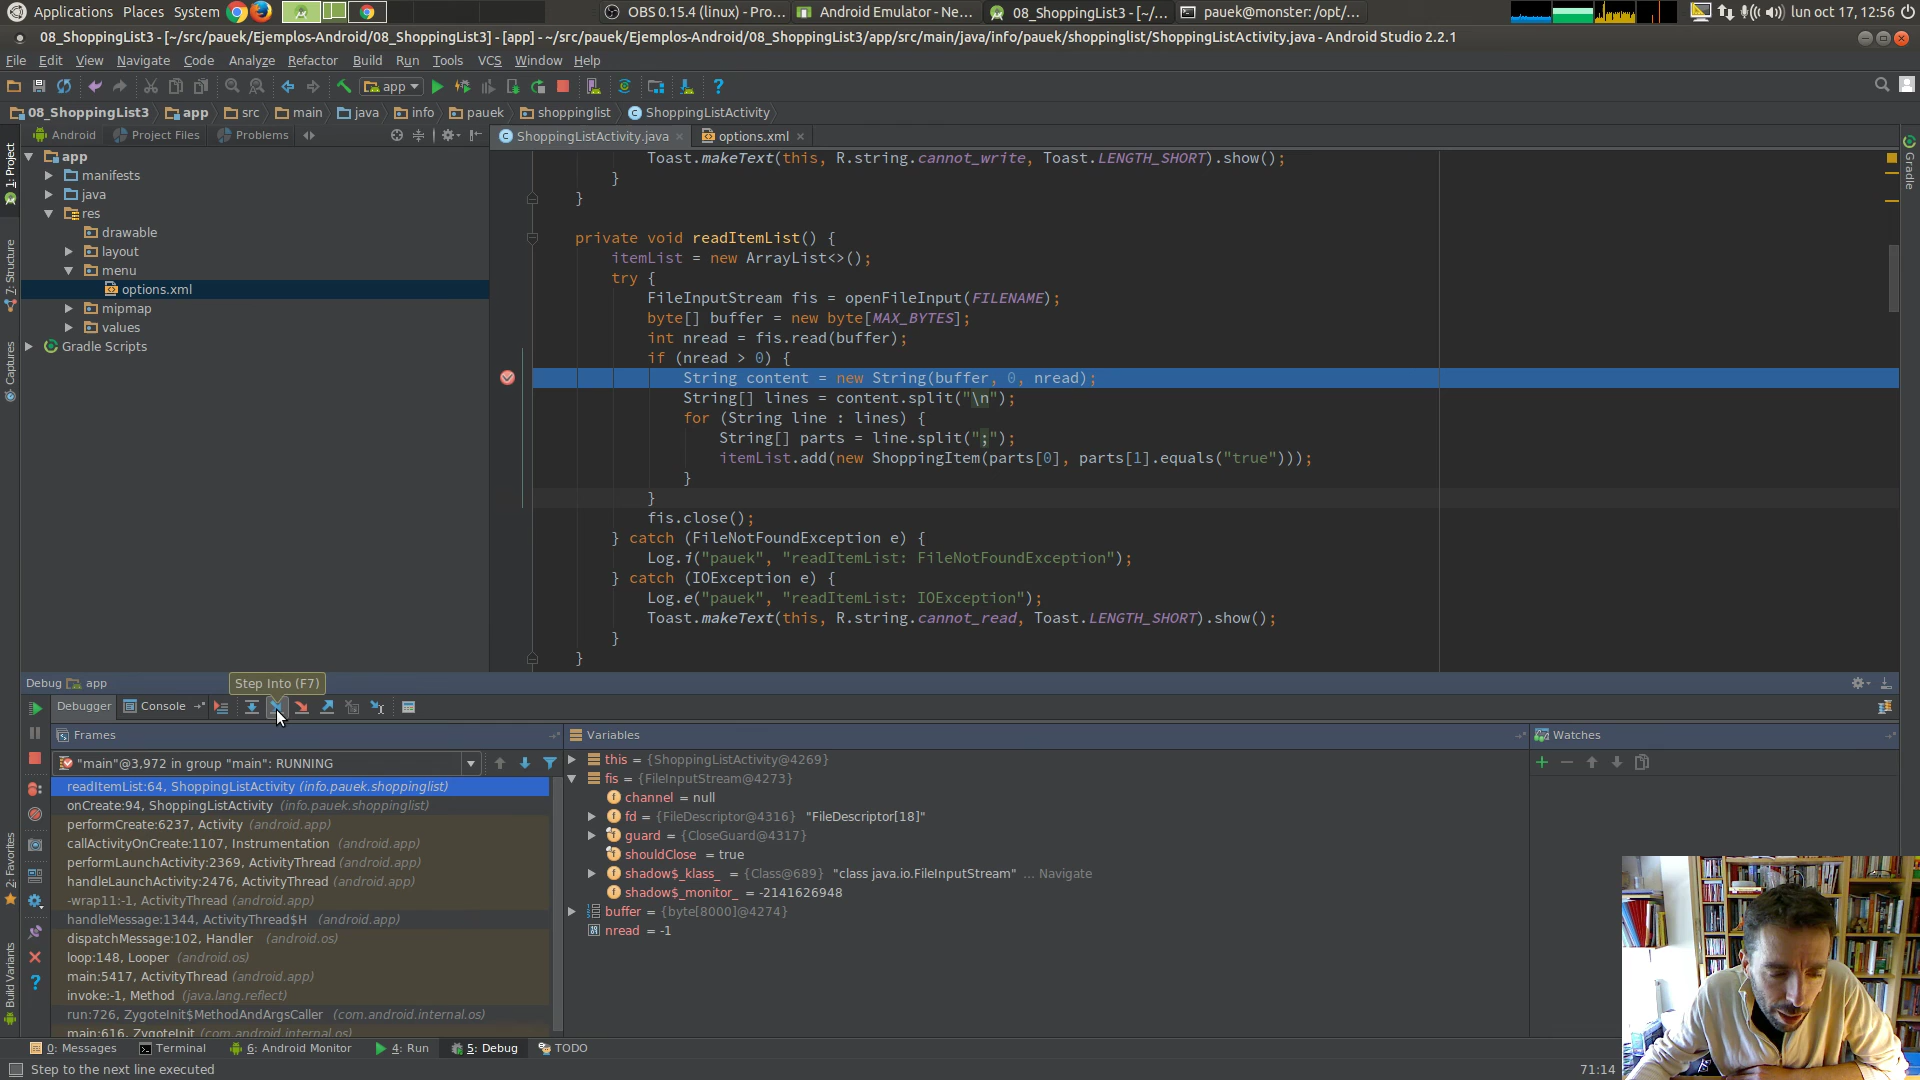 Applications Places System OBS 0.15.4 (linux) - Pro... Android Emulator - Ne... 08_ShoppingList3 - [~/... pauek@monster: /opt/... lun oct 17, 12:56
08_ShoppingList3 - [~/src/pauek/Ejemplos-Android/08_ShoppingList3] - [app] - ~/src/pauek/Ejemplos-Android/08_ShoppingList3/app/src/main/java/info/pauek/shoppinglist/ShoppingListActivity.java - Android Studio 2.2.1
File Edit View Navigate Code Analyze Refactor Build Run Tools VCS Window Help
app
08_ShoppingList3 app src main java info pauek shoppinglist ShoppingListActivity
Android Project Files Problems
ShoppingListActivity.java options.xml
1: Project
7: Structure
Captures
2: Favorites
Build Variants
Gradle
app
manifests
java
res
drawable
layout
menu
options.xml
mipmap
values
Gradle Scripts
Toast.makeText(this, R.string.cannot_write, Toast.LENGTH_SHORT).show();
}
}
private void readItemList() {
itemList = new ArrayList<>();
try {
FileInputStream fis = openFileInput(FILENAME);
byte[] buffer = new byte[MAX_BYTES];
int nread = fis.read(buffer);
if (nread > 0) {
String content = new String(buffer, 0, nread);
String[] lines = content.split("\n");
for (String line : lines) {
String[] parts = line.split(";");
itemList.add(new ShoppingItem(parts[0], parts[1].equals("true")));
}
}
fis.close();
} catch (FileNotFoundException e) {
Log.i("pauek", "readItemList: FileNotFoundException");
} catch (IOException e) {
Log.e("pauek", "readItemList: IOException");
Toast.makeText(this, R.string.cannot_read, Toast.LENGTH_SHORT).show();
}
}
Debug app
Step Into (F7)
Debugger Console
Frames
"main"@3,972 in group "main": RUNNING
readItemList:64, ShoppingListActivity (info.pauek.shoppinglist)
onCreate:94, ShoppingListActivity (info.pauek.shoppinglist)
performCreate:6237, Activity (android.app)
callActivityOnCreate:1107, Instrumentation (android.app)
performLaunchActivity:2369, ActivityThread (android.app)
handleLaunchActivity:2476, ActivityThread (android.app)
-wrap11:-1, ActivityThread (android.app)
handleMessage:1344, ActivityThread$H (android.app)
dispatchMessage:102, Handler (android.os)
loop:148, Looper (android.os)
main:5417, ActivityThread (android.app)
invoke:-1, Method (java.lang.reflect)
run:726, ZygoteInit$MethodAndArgsCaller (com.android.internal.os)
main:616, ZygoteInit (com.android.internal.os)
Variables
this = {ShoppingListActivity@4269}
fis = {FileInputStream@4273}
channel = null
fd = {FileDescriptor@4316} "FileDescriptor[18]"
guard = {CloseGuard@4317}
shouldClose = true
shadow$_klass_ = {Class@689} "class java.io.FileInputStream" ... Navigate
shadow$_monitor_ = -2141626948
buffer = {byte[8000]@4274}
nread = -1
Watches
0: Messages Terminal 6: Android Monitor 4: Run 5: Debug TODO
Step to the next line executed
71:14